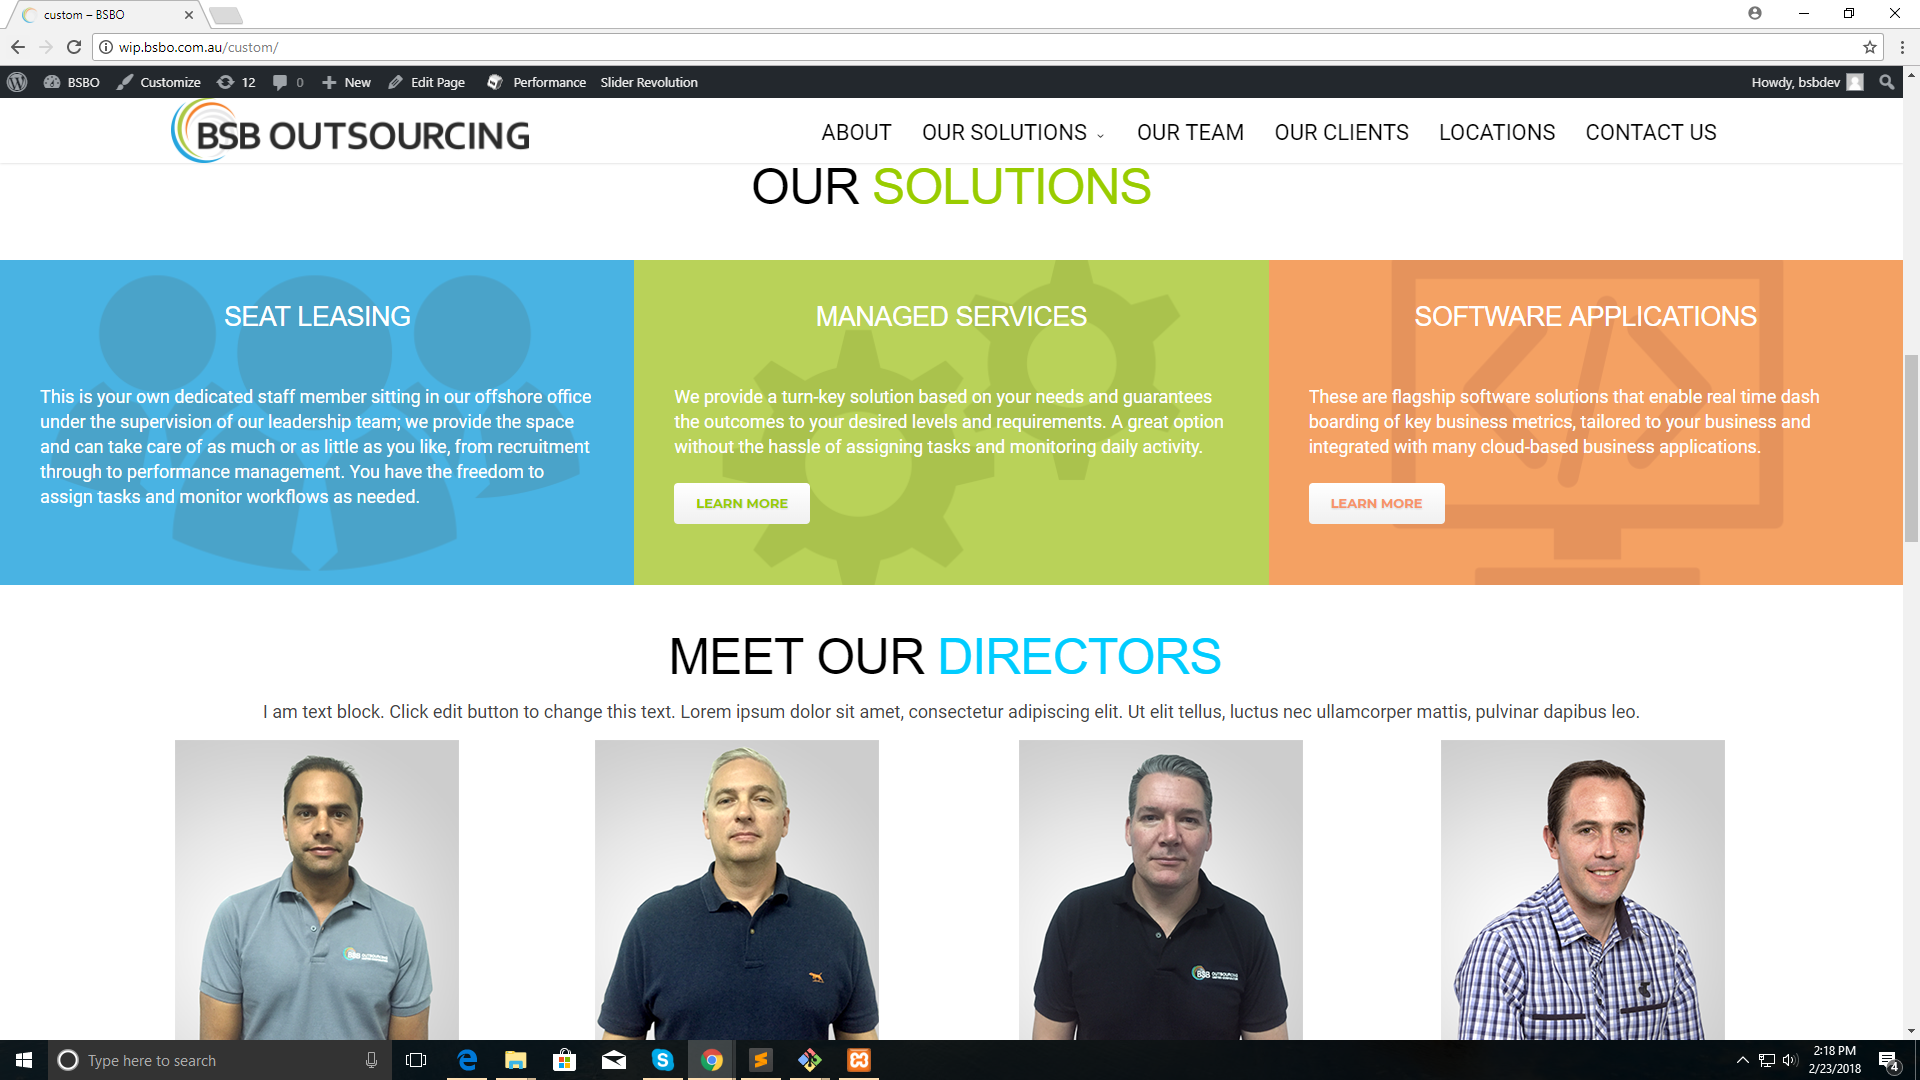 custom – BSBO
wip.bsbo.com.au/custom/
BSBO
Customize
12
0
New
Edit Page
Performance
Slider Revolution
Howdy, bsbdev
BSB OUTSOURCING
ABOUT
OUR SOLUTIONS
OUR TEAM
OUR CLIENTS
LOCATIONS
CONTACT US
OUR SOLUTIONS
SEAT LEASING
This is your own dedicated staff member sitting in our offshore office
under the supervision of our leadership team; we provide the space
and can take care of as much or as little as you like, from recruitment
through to performance management. You have the freedom to
assign tasks and monitor workflows as needed.
MANAGED SERVICES
We provide a turn-key solution based on your needs and guarantees
the outcomes to your desired levels and requirements. A great option
without the hassle of assigning tasks and monitoring daily activity.
LEARN MORE
SOFTWARE APPLICATIONS
These are flagship software solutions that enable real time dash
boarding of key business metrics, tailored to your business and
integrated with many cloud-based business applications.
LEARN MORE
MEET OUR DIRECTORS
I am text block. Click edit button to change this text. Lorem ipsum dolor sit amet, consectetur adipiscing elit. Ut elit tellus, luctus nec ullamcorper mattis, pulvinar dapibus leo.
BSB OUTSOURCING
BSB OUTSOURCING
Type here to search
2:18 PM
2/23/2018
4